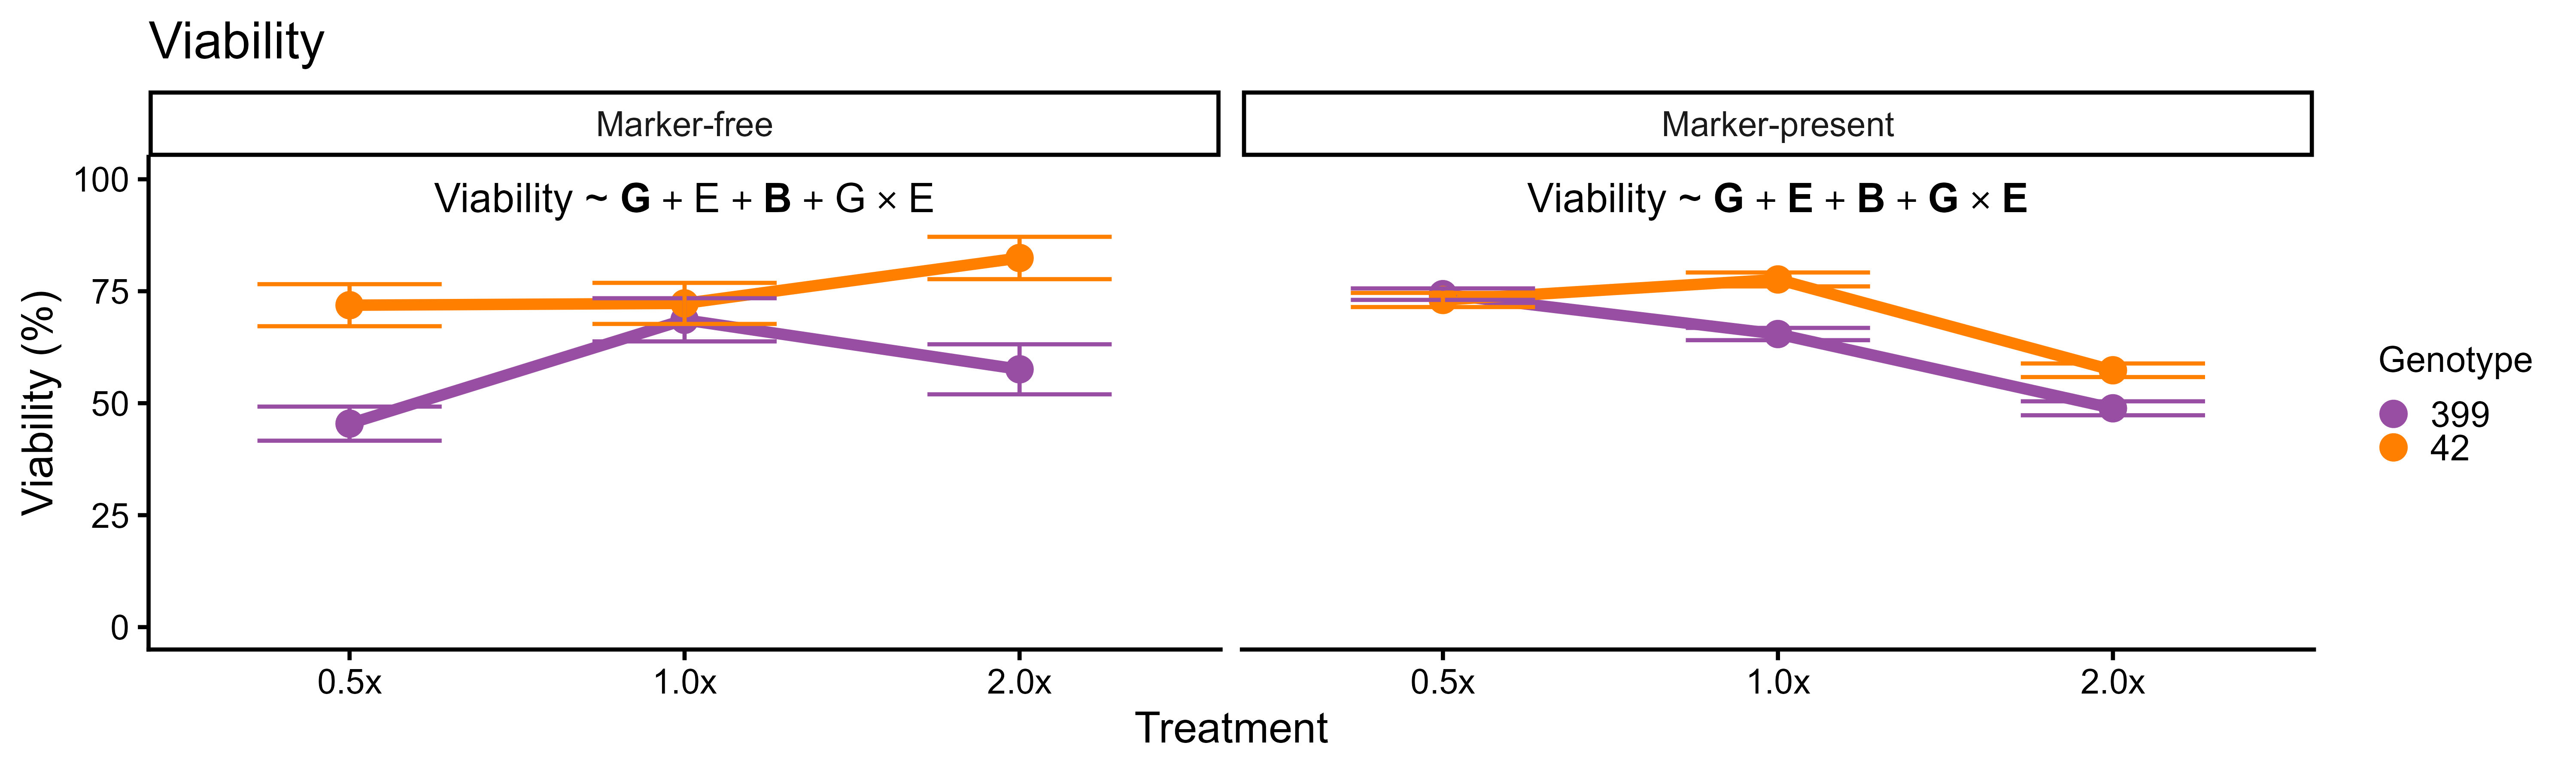 Viability
Marker-free
Marker-present
Viability ~ G + E + B + G × E
Viability ~ G + E + B + G × E
Viability (%)
100
75
50
25
0
0.5x
1.0x
2.0x
0.5x
1.0x
2.0x
Treatment
Genotype
399
42